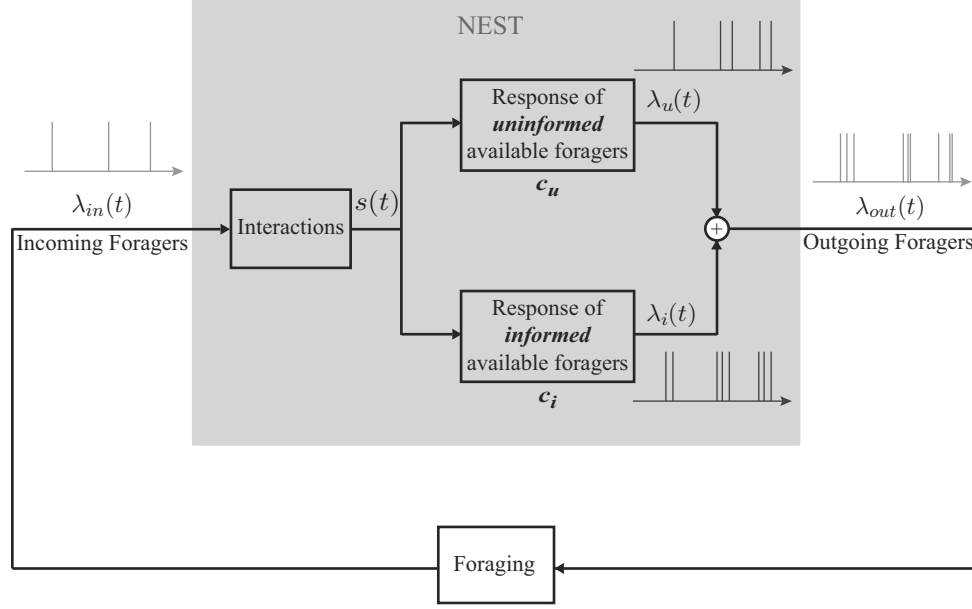 NEST
Response of
uninformed
available foragers
c_u
λ_u(t)
λ_in(t)
Incoming Foragers
Interactions
s(t)
+
λ_out(t)
Outgoing Foragers
Response of
informed
available foragers
c_i
λ_i(t)
Foraging